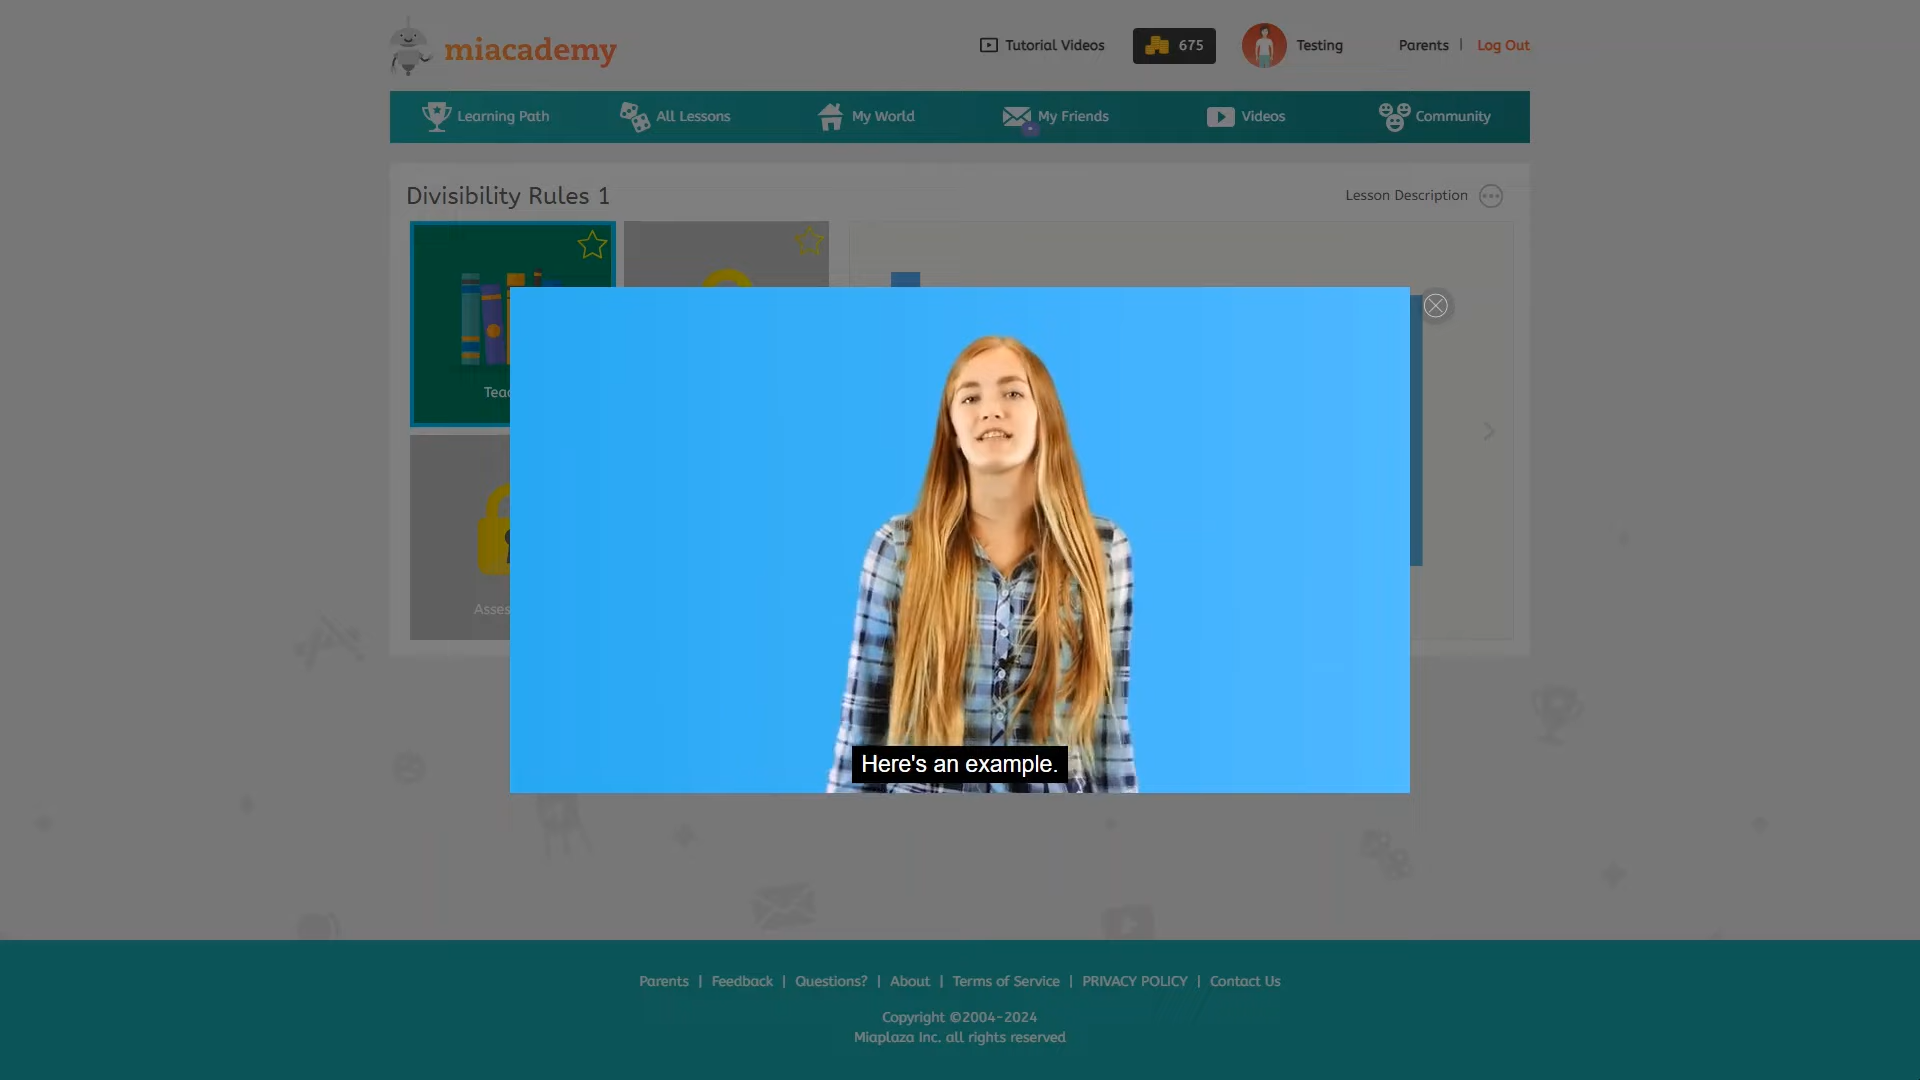 miacademy
Tutorial Videos
675
Testing
Parents | Log Out
Learning Path
All Lessons
My World
My Friends
Videos
Community
Divisibility Rules 1
Lesson Description
Here's an example.
Parents | Feedback | Questions? | About | Terms of Service | PRIVACY POLICY | Contact Us
Copyright ©2004-2024
Miaplaza Inc. all rights reserved